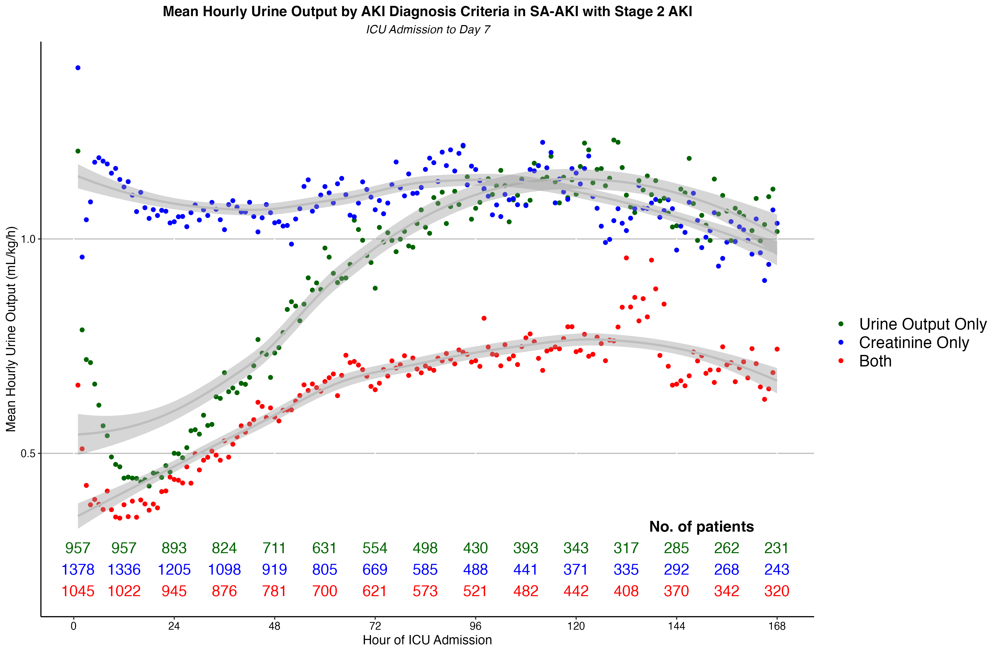 Mean Hourly Urine Output by AKI Diagnosis Criteria in SA-AKI with Stage 2 AKI
ICU Admission to Day 7
Mean Hourly Urine Output (mL/kg/h)
1.0
0.5
Urine Output Only
Creatinine Only
Both
No. of patients
957 957 893 824 711 631 554 498 430 393 343 317 285 262 231
1378 1336 1205 1098 919 805 669 585 488 441 371 335 292 268 243
1045 1022 945 876 781 700 621 573 521 482 442 408 370 342 320
0 24 48 72 96 120 144 168
Hour of ICU Admission